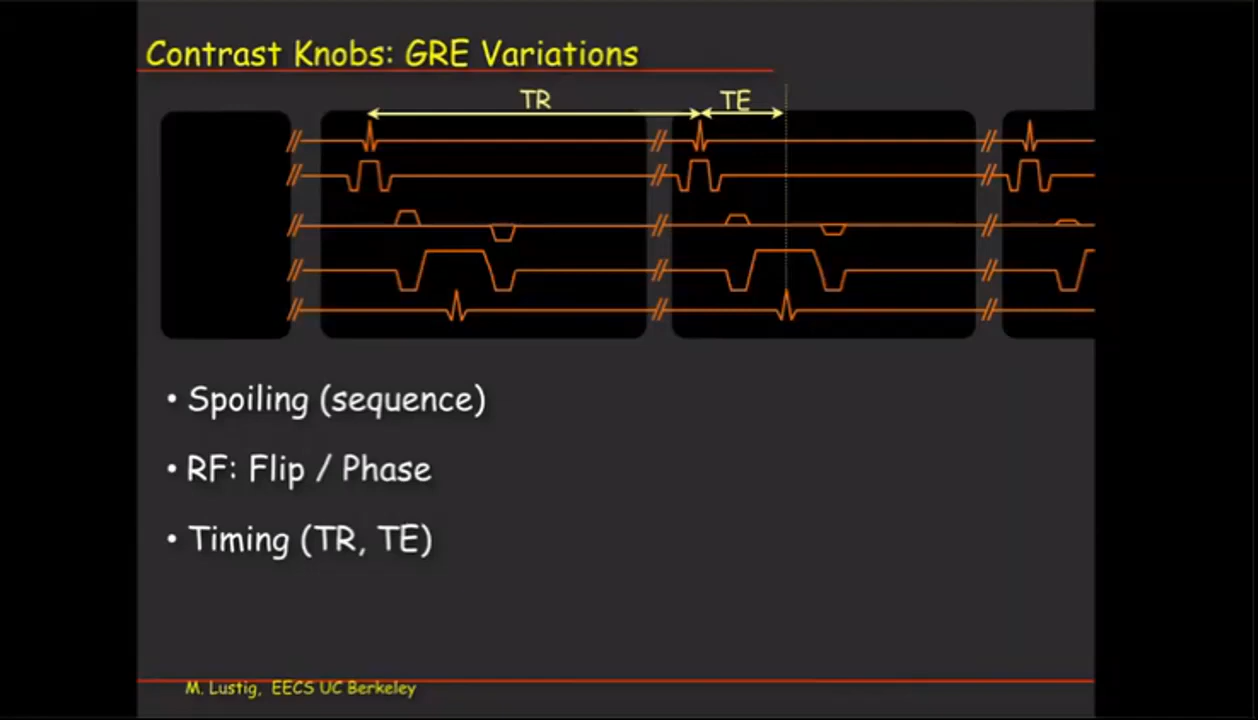 Contrast Knobs: GRE Variations
TR TE
• Spoiling (sequence)
• RF: Flip / Phase
• Timing (TR, TE)
M. Lustig, EECS UC Berkeley